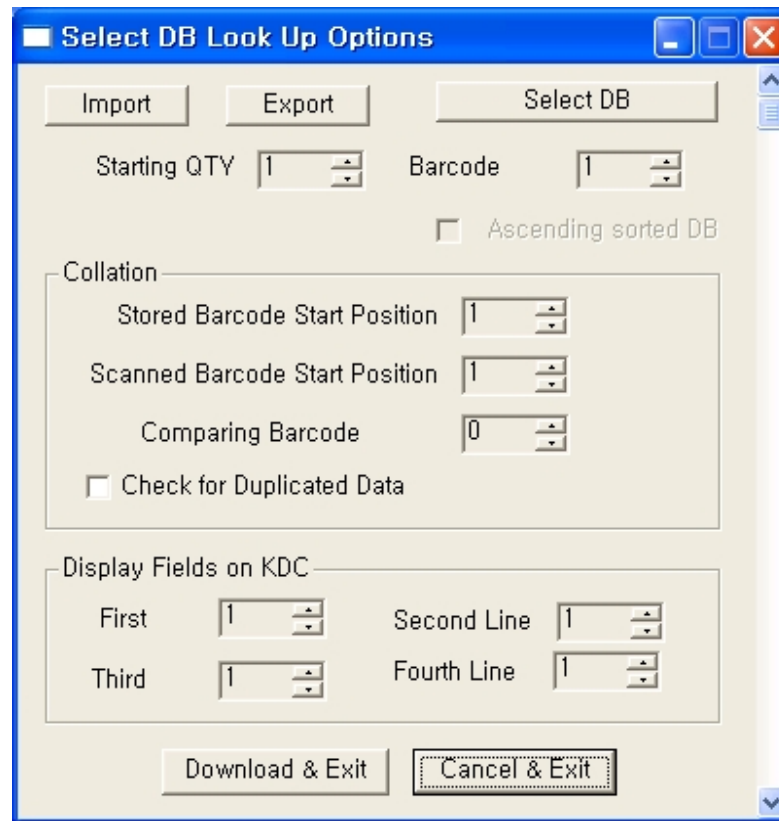 Select DB Look Up Options
Import Export Select DB
Starting QTY 1 Barcode 1
Ascending sorted DB
Collation
Stored Barcode Start Position 1
Scanned Barcode Start Position 1
Comparing Barcode 0
Check for Duplicated Data
Display Fields on KDC
First 1 Second Line 1
Third 1 Fourth Line 1
Download & Exit Cancel & Exit